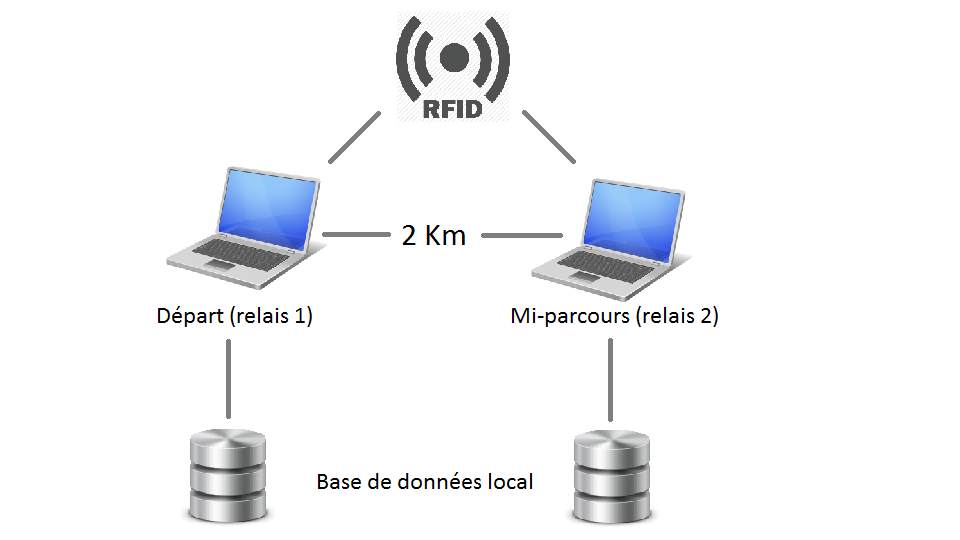 RFID
2 Km
Départ (relais 1)
Mi-parcours (relais 2)
Base de données local